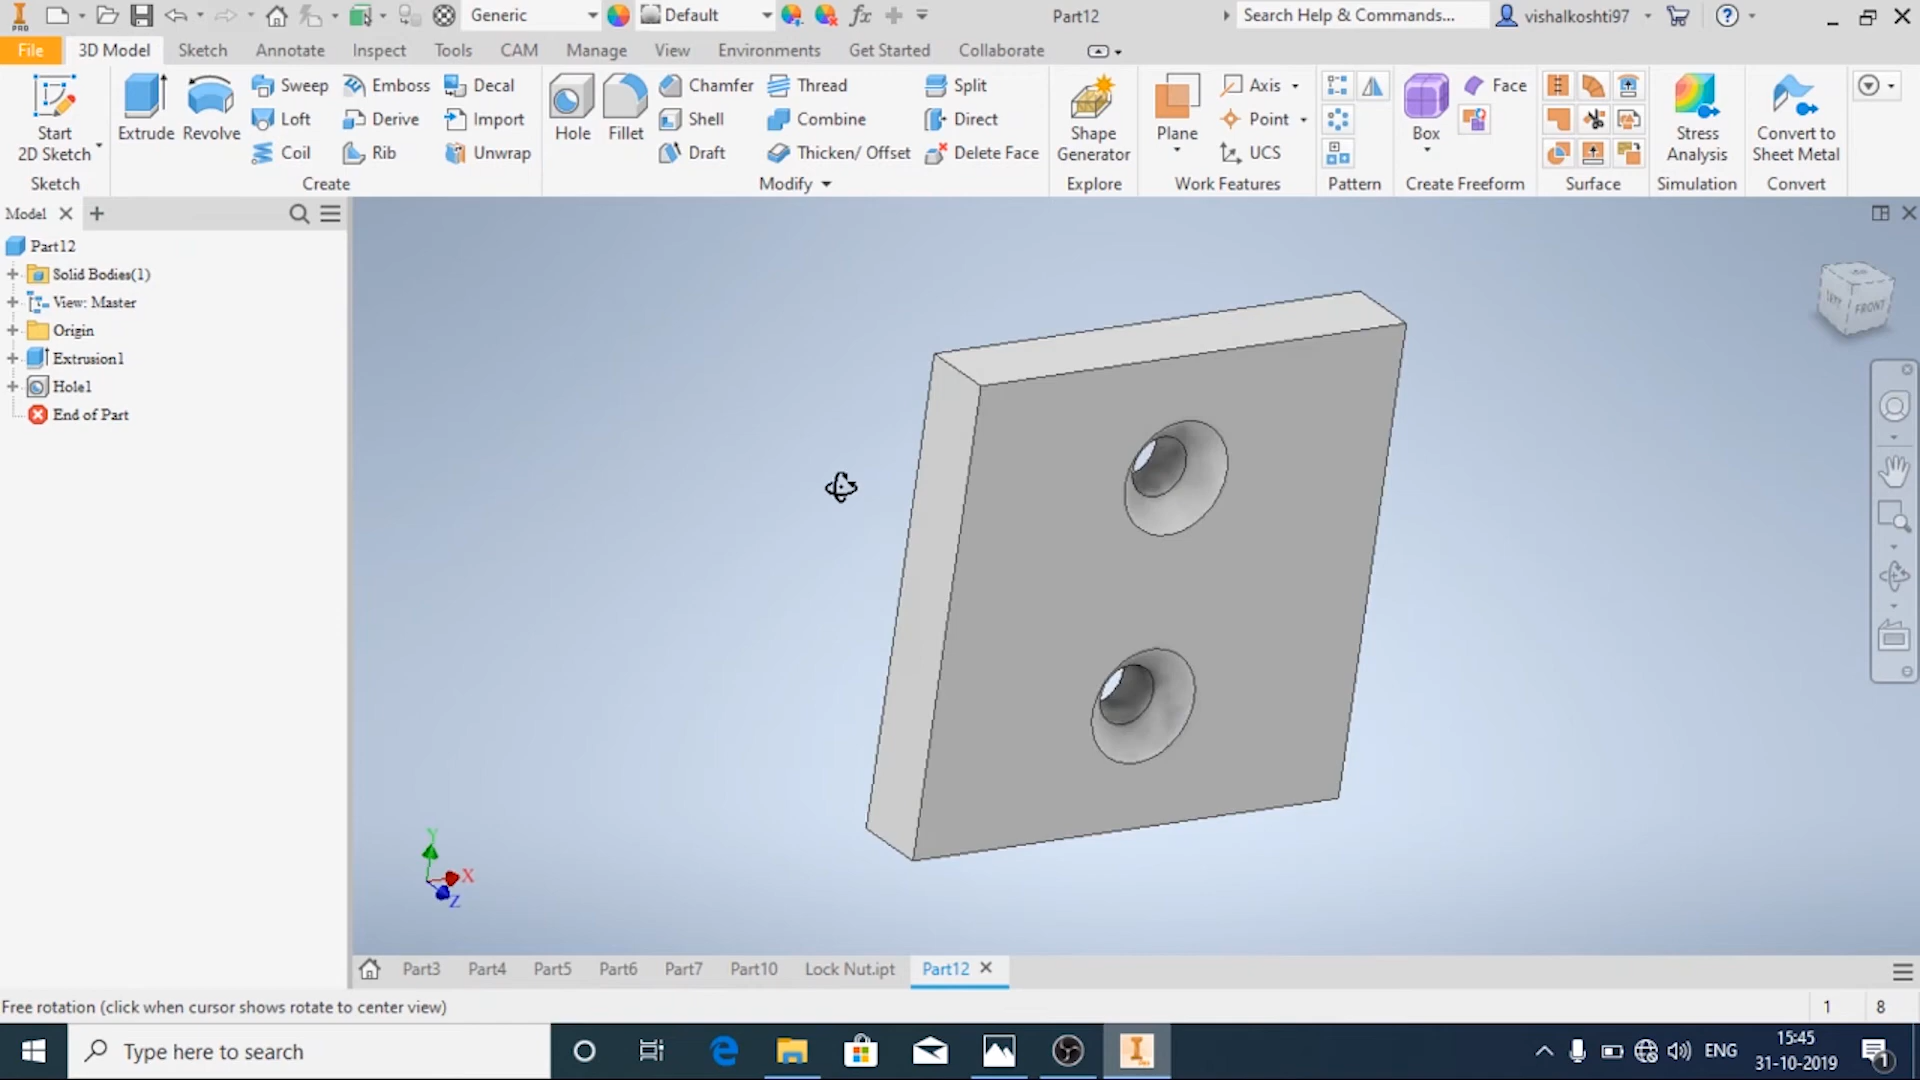 PRO Generic Default fx Part12 Search Help & Commands... vishalkoshti97
File 3D Model Sketch Annotate Inspect Tools CAM Manage View Environments Get Started Collaborate
Start 2D Sketch
Sketch
Extrude Revolve
Sweep Emboss Decal
Loft Derive Import
Coil Rib Unwrap
Create
Hole Fillet
Chamfer Thread Split
Shell Combine Direct
Draft Thicken/ Offset Delete Face
Modify
Shape Generator
Explore
Plane
Axis
Point
UCS
Work Features
Pattern
Box
Face
Create Freeform
Surface
Stress Analysis
Simulation
Convert to Sheet Metal
Convert
Model
Part12
Solid Bodies(1)
View: Master
Origin
Extrusion1
Hole1
End of Part
FRONT
Y
X
Z
Part3 Part4 Part5 Part6 Part7 Part10 Lock Nut.ipt Part12
Free rotation (click when cursor shows rotate to center view) 1 8
Type here to search
ENG
15:45
31-10-2019
1